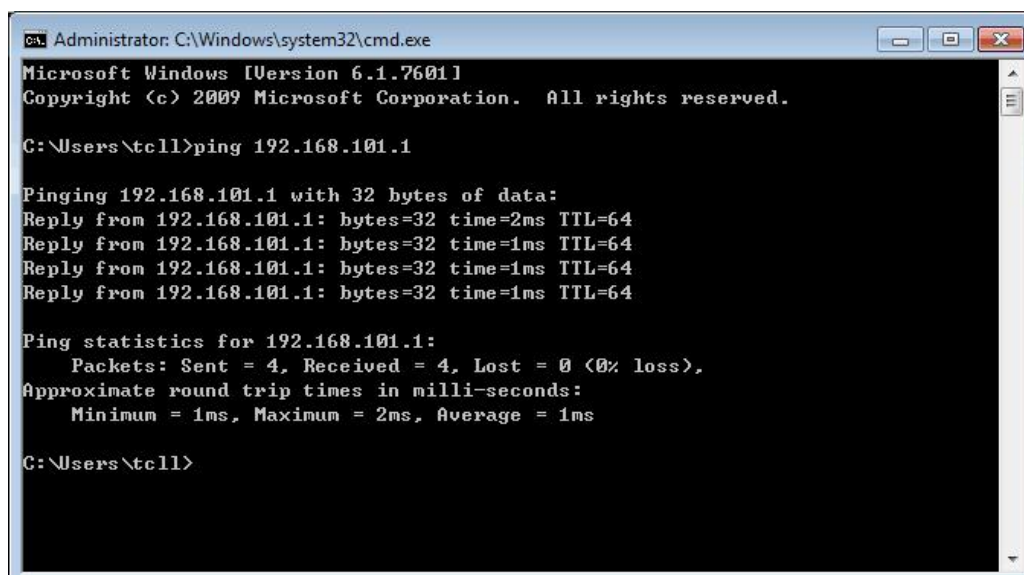 Administrator: C:\Windows\system32\cmd.exe
Microsoft Windows [Version 6.1.7601]
Copyright (c) 2009 Microsoft Corporation.  All rights reserved.
C:\Users\tcll>ping 192.168.101.1
Pinging 192.168.101.1 with 32 bytes of data:
Reply from 192.168.101.1: bytes=32 time=2ms TTL=64
Reply from 192.168.101.1: bytes=32 time=1ms TTL=64
Reply from 192.168.101.1: bytes=32 time=1ms TTL=64
Reply from 192.168.101.1: bytes=32 time=1ms TTL=64
Ping statistics for 192.168.101.1:
    Packets: Sent = 4, Received = 4, Lost = 0 (0% loss),
Approximate round trip times in milli-seconds:
    Minimum = 1ms, Maximum = 2ms, Average = 1ms
C:\Users\tcll>